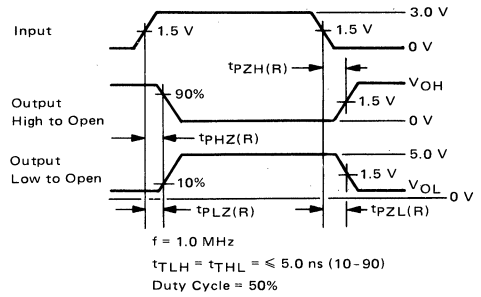 3.0 V
Input
1.5 V
1.5 V
0 V
tPZH(R)
VOH
90%
Output
High to Open
1.5 V
0 V
tPHZ(R)
5.0 V
Output
Low to Open
1.5 V
10%
VOL
0 V
tPLZ(R)
tPZL(R)
f = 1.0 MHz
tTLH = tTHL = ⩽ 5.0 ns (10-90)
Duty Cycle = 50%